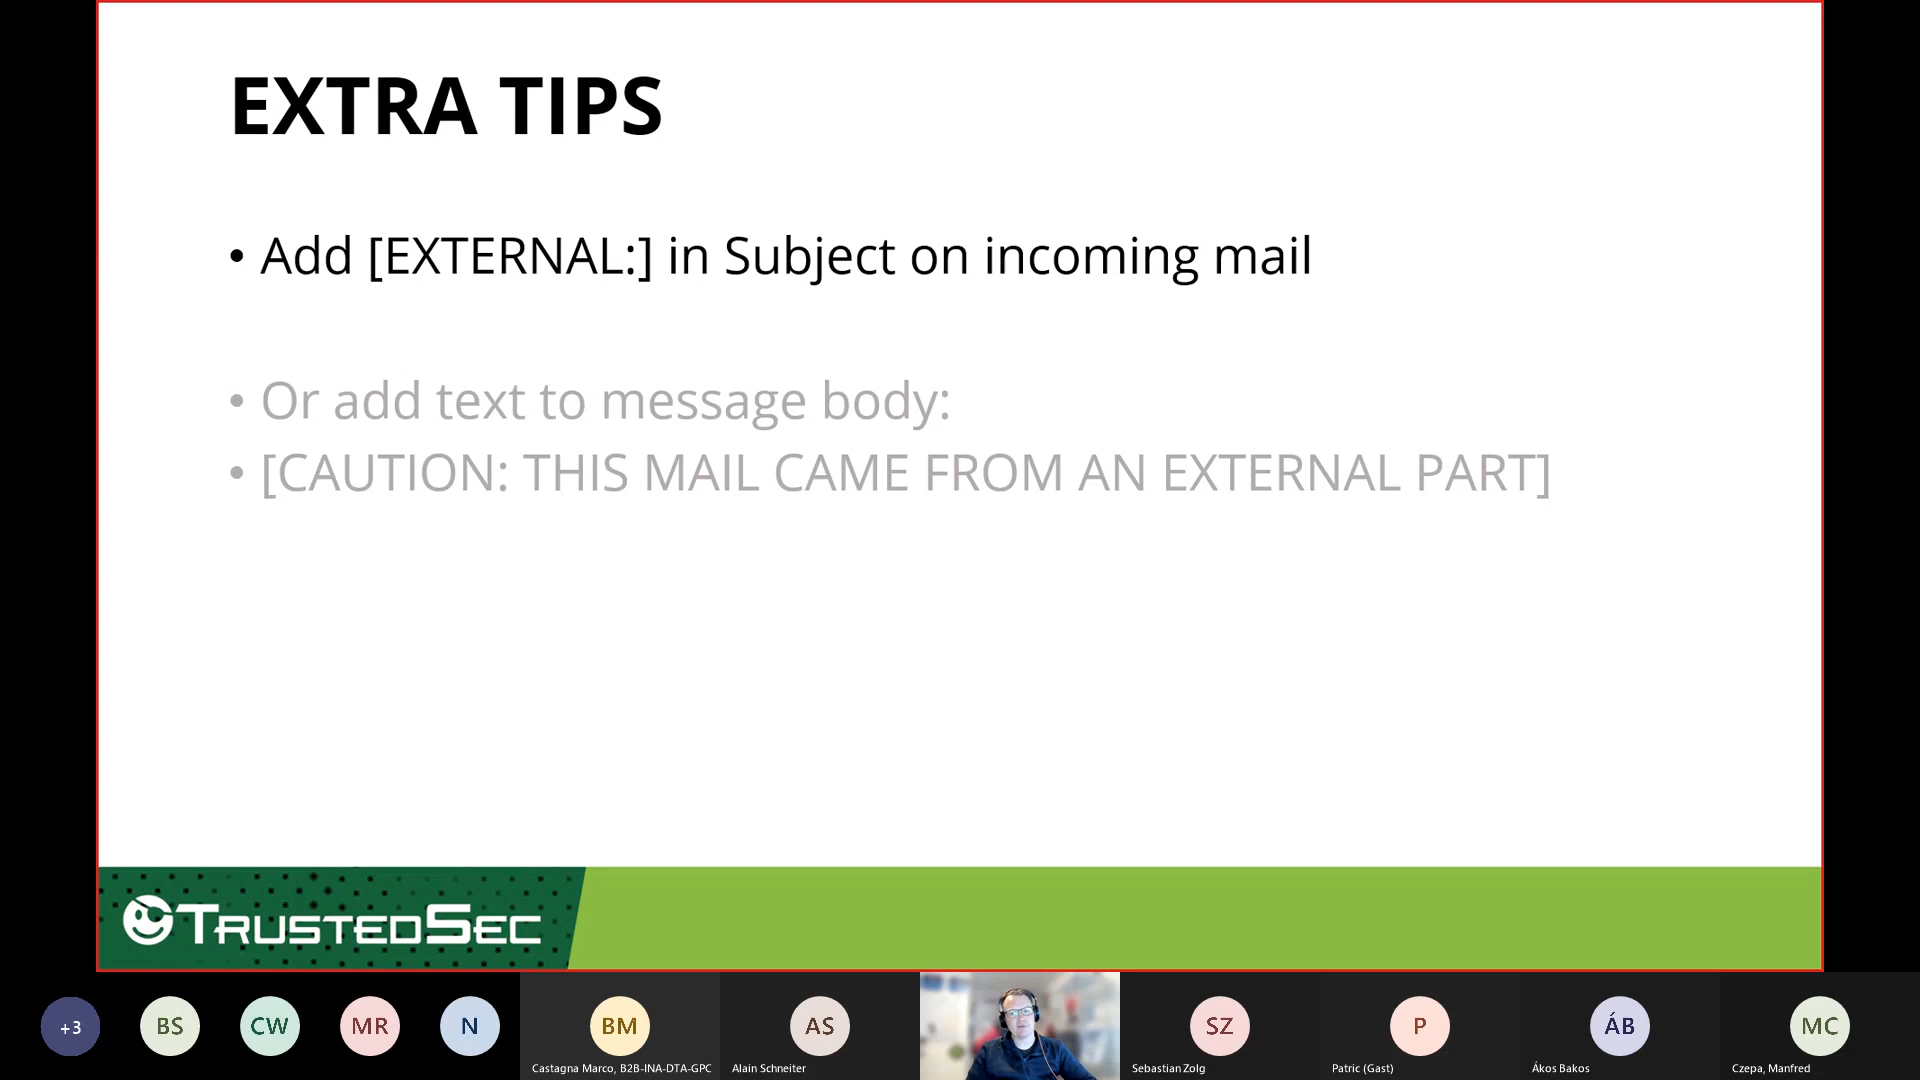 EXTRA TIPS
• Add [EXTERNAL:] in Subject on incoming mail
• Or add text to message body:
• [CAUTION: THIS MAIL CAME FROM AN EXTERNAL PART]
TRUSTEDSEC
+3
BS
CW
MR
N
BM
AS
SZ
P
ÁB
MC
Castagna Marco, B2B-INA-DTA-GPC
Alain Schneiter
Sebastian Zolg
Patric (Gast)
Ákos Bakos
Czepa, Manfred